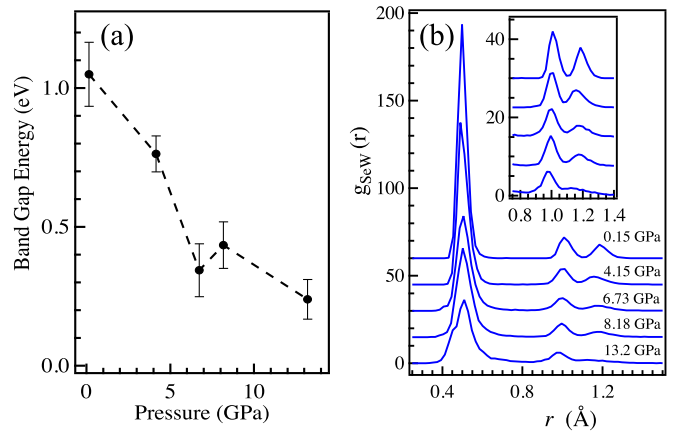 (a)
Band Gap Energy (eV)
1.0
0.5
0.0
0
5
10
Pressure (GPa)
(b)
g_SeW (r)
200
150
100
50
0
0.4
0.8
1.2
r (Å)
0.15 GPa
4.15 GPa
6.73 GPa
8.18 GPa
13.2 GPa
40
20
0
0.8
1.0
1.2
1.4